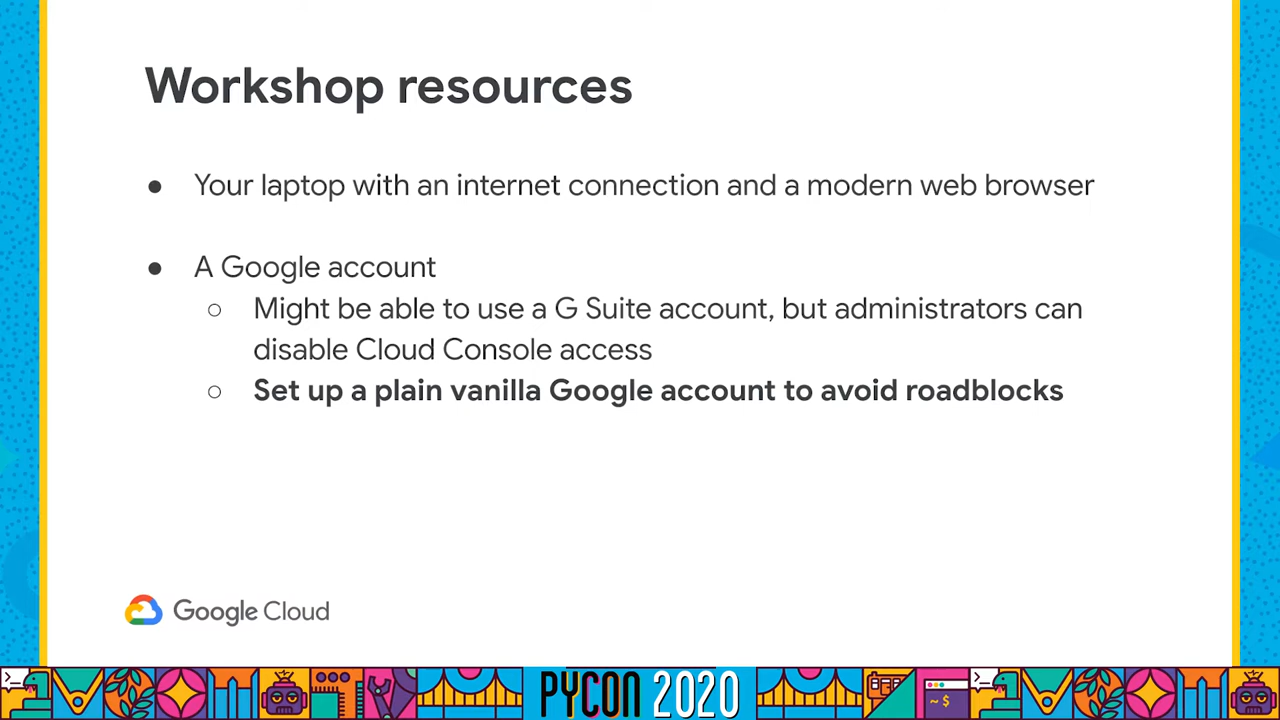 Workshop resources
● Your laptop with an internet connection and a modern web browser
● A Google account
○ Might be able to use a G Suite account, but administrators can
disable Cloud Console access
○ Set up a plain vanilla Google account to avoid roadblocks
Google Cloud
PYCON 2020
~ $